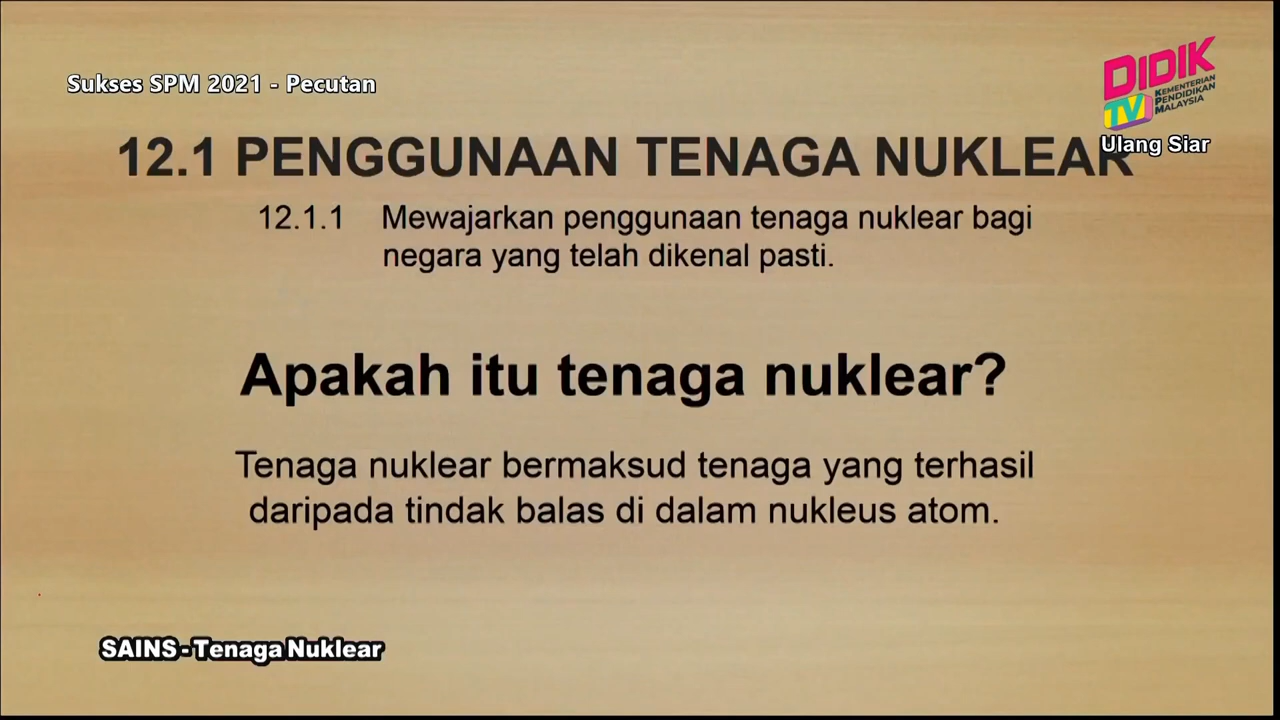 Sukses SPM 2021 - Pecutan
DIDIK
TV
KEMENTERIAN
PENDIDIKAN
MALAYSIA
Ulang Siar
12.1 PENGGUNAAN TENAGA NUKLEAR
12.1.1 Mewajarkan penggunaan tenaga nuklear bagi
negara yang telah dikenal pasti.
Apakah itu tenaga nuklear?
Tenaga nuklear bermaksud tenaga yang terhasil
daripada tindak balas di dalam nukleus atom.
SAINS - Tenaga Nuklear